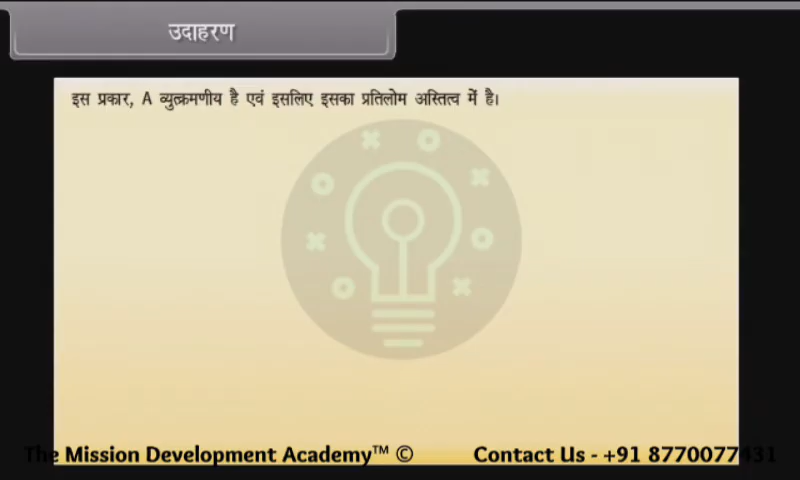 उदाहरण
इस प्रकार, A व्युत्क्रमणीय है एवं इसलिए इसका प्रतिलोम अस्तित्व में है।
The Mission Development Academy™ © Contact Us - +91 8770077431